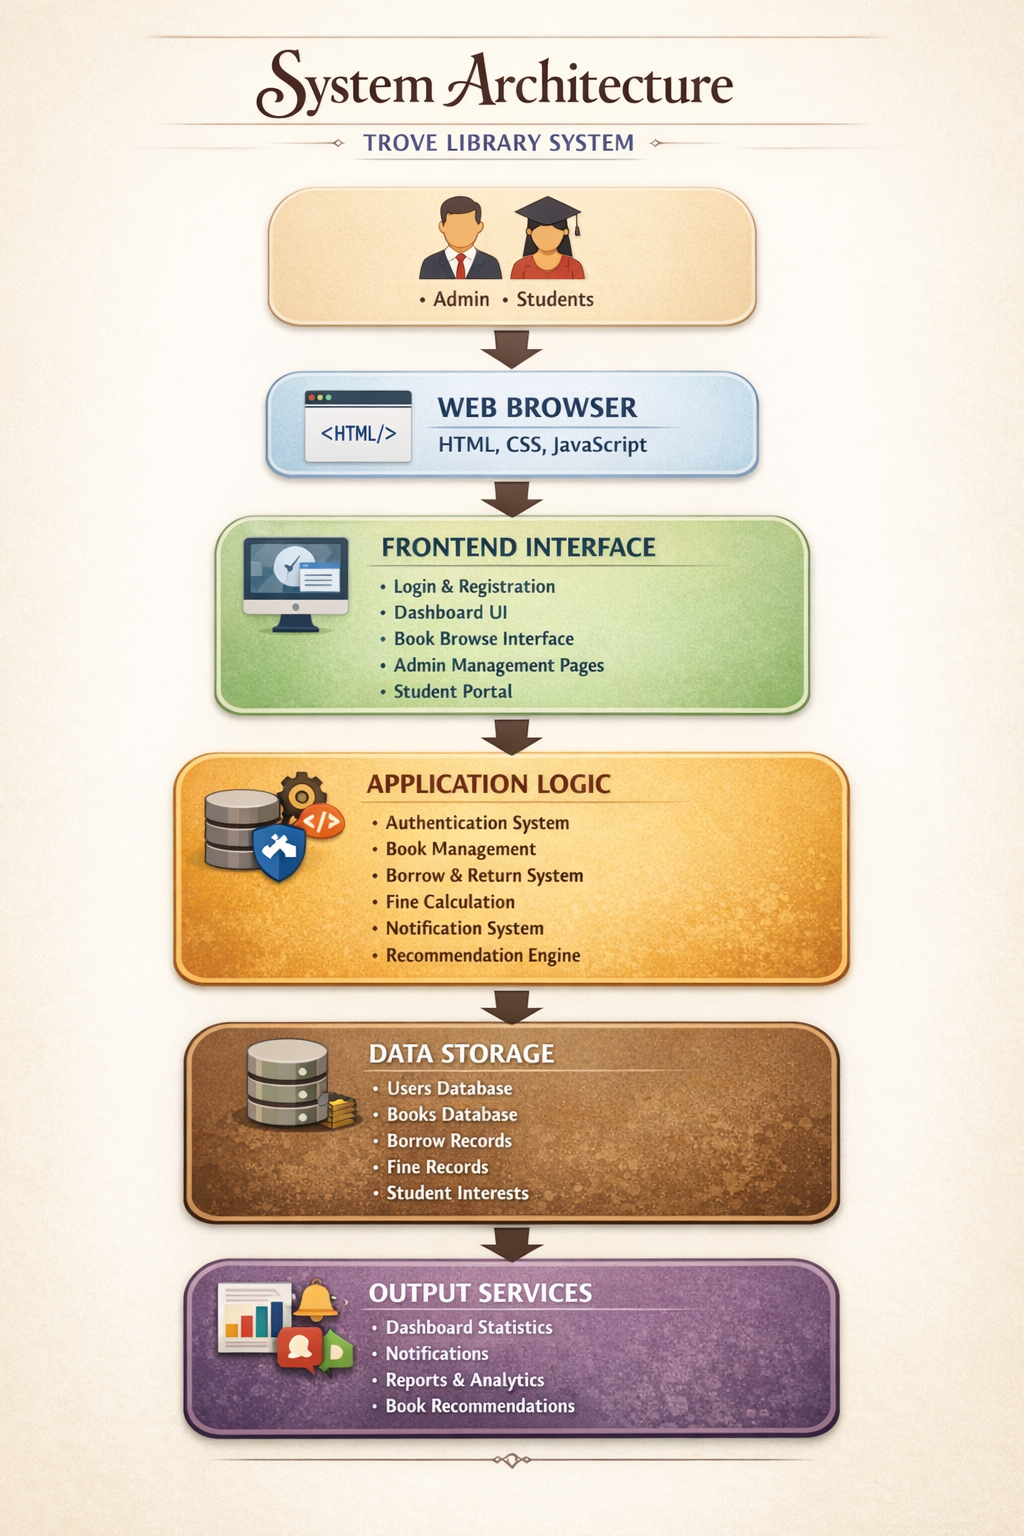 System Architecture
TROVE LIBRARY SYSTEM
• Admin • Students
<HTML/>
WEB BROWSER
HTML, CSS, JavaScript
FRONTEND INTERFACE
• Login & Registration
• Dashboard UI
• Book Browse Interface
• Admin Management Pages
• Student Portal
APPLICATION LOGIC
</>
• Authentication System
• Book Management
• Borrow & Return System
• Fine Calculation
• Notification System
• Recommendation Engine
DATA STORAGE
• Users Database
• Books Database
• Borrow Records
• Fine Records
• Student Interests
OUTPUT SERVICES
• Dashboard Statistics
• Notifications
• Reports & Analytics
• Book Recommendations